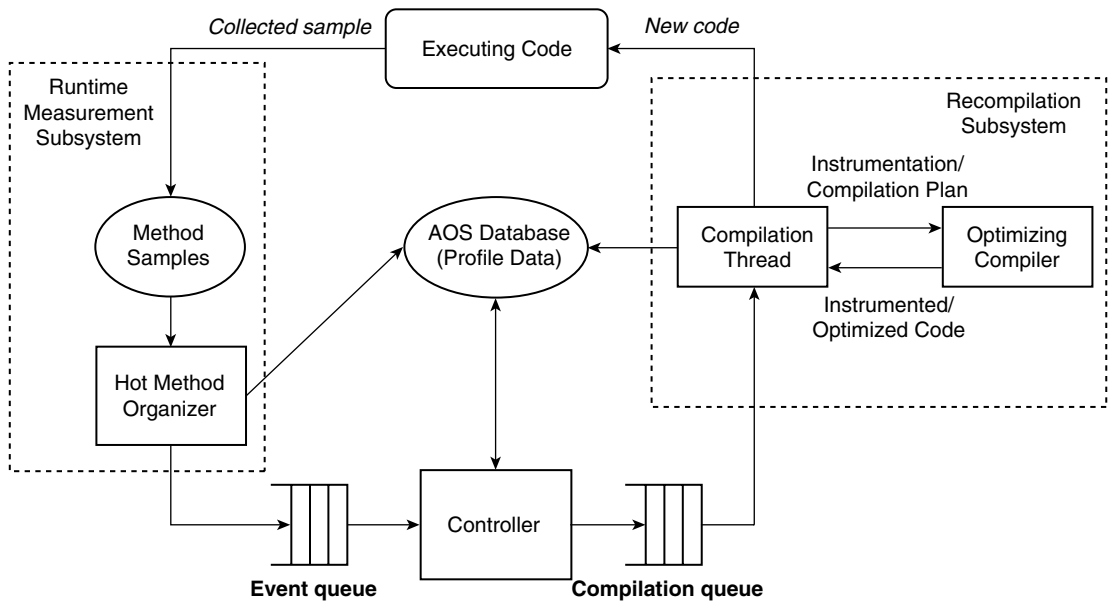 Collected sample
Executing Code
New code
Runtime
Measurement
Subsystem
Recompilation
Subsystem
Instrumentation/
Compilation Plan
Method
Samples
AOS Database
(Profile Data)
Compilation
Thread
Optimizing
Compiler
Instrumented/
Optimized Code
Hot Method
Organizer
Controller
Event queue
Compilation queue